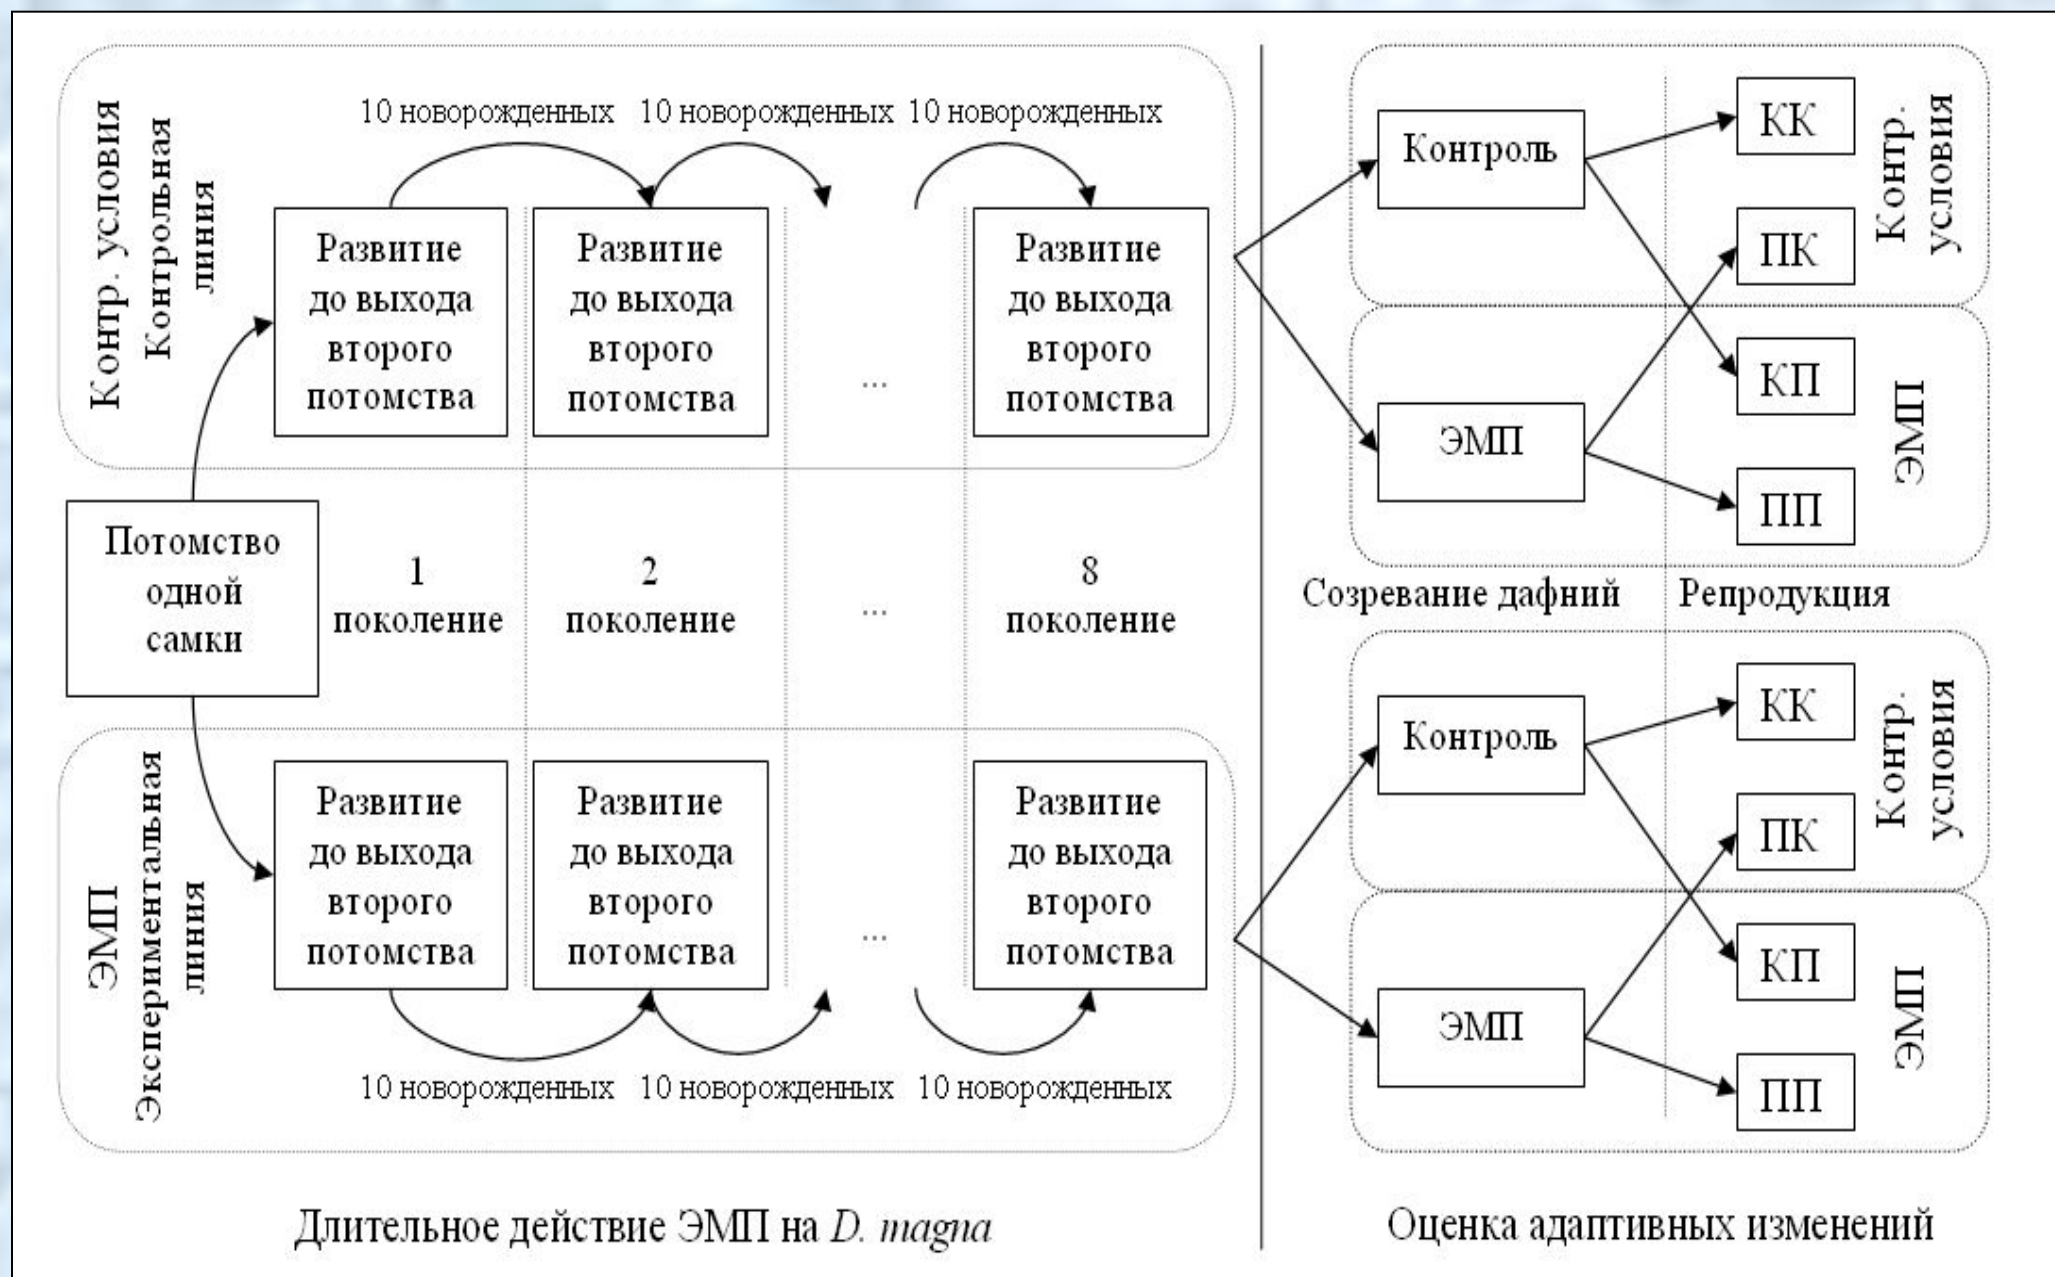 Контр. условия
Контрольная
линия
10 новорожденных
10 новорожденных
10 новорожденных
Развитие
до выхода
второго
потомства
Развитие
до выхода
второго
потомства
...
Развитие
до выхода
второго
потомства
Потомство
одной
самки
1
поколение
2
поколение
...
8
поколение
ЭМП
Экспериментальная
линия
Развитие
до выхода
второго
потомства
Развитие
до выхода
второго
потомства
...
Развитие
до выхода
второго
потомства
10 новорожденных
10 новорожденных
10 новорожденных
Длительное действие ЭМП на D. magna
Контроль
ЭМП
КК
ПК
КП
ПП
Контр.
условия
ЭМП
Созревание дафний
Репродукция
Контроль
ЭМП
КК
ПК
КП
ПП
Контр.
условия
ЭМП
Оценка адаптивных изменений